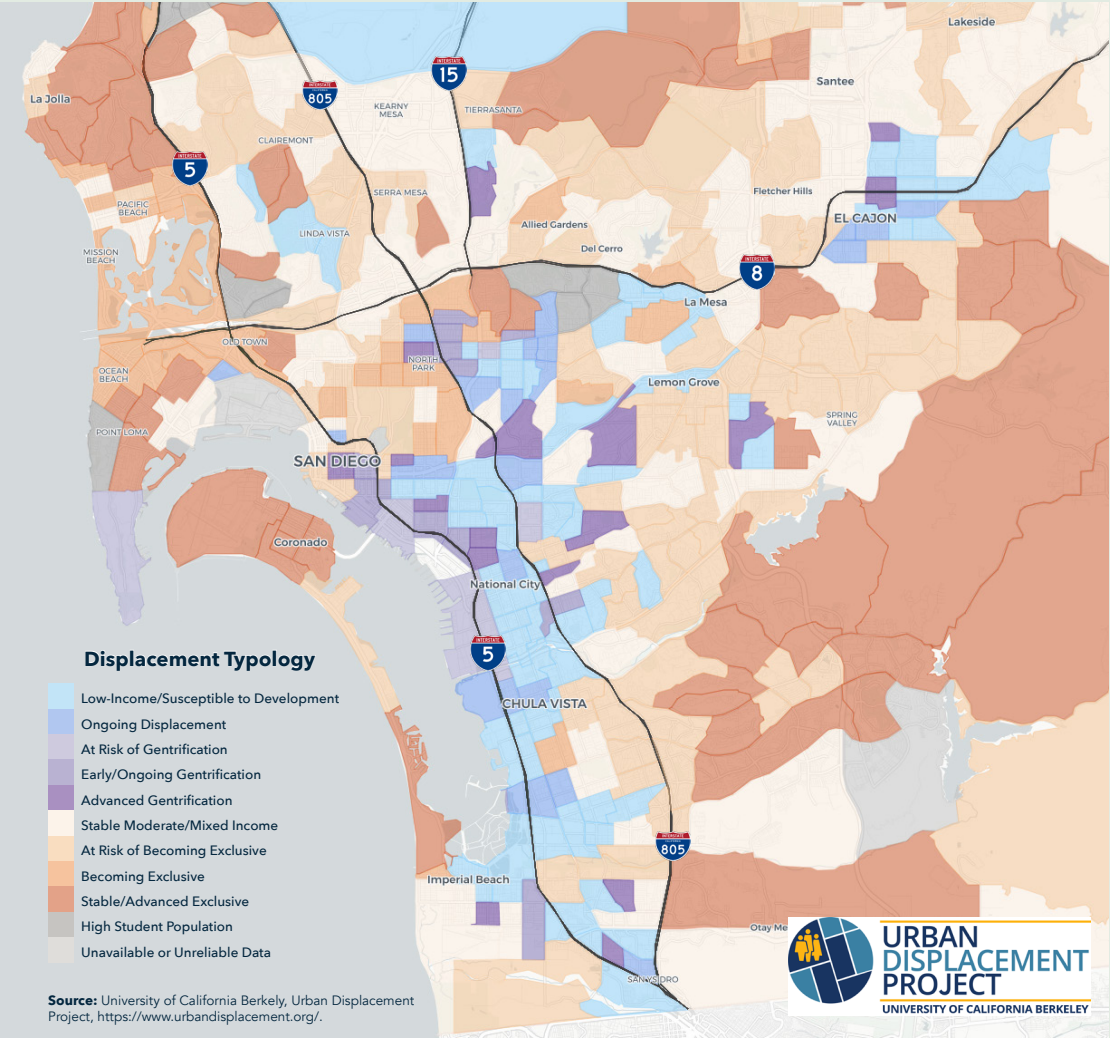 Lakeside
INTERSTATE
15
Santee
INTERSTATE
CALIFORNIA
805
La Jolla
KEARNY
MESA
TIERRASANTA
CLAIREMONT
INTERSTATE
5
SERRA MESA
Fletcher Hills
PACIFIC
BEACH
EL CAJON
Allied Gardens
LINDA VISTA
Del Cerro
MISSION
BEACH
INTERSTATE
8
La Mesa
OLD TOWN
NORTH
PARK
OCEAN
BEACH
Lemon Grove
SPRING
VALLEY
POINT LOMA
SAN DIEGO
Coronado
National City
INTERSTATE
5
CHULA VISTA
INTERSTATE
CALIFORNIA
805
Imperial Beach
Otay Me
SAN YSIDRO
Displacement Typology
Low-Income/Susceptible to Development
Ongoing Displacement
At Risk of Gentrification
Early/Ongoing Gentrification
Advanced Gentrification
Stable Moderate/Mixed Income
At Risk of Becoming Exclusive
Becoming Exclusive
Stable/Advanced Exclusive
High Student Population
Unavailable or Unreliable Data
Source: University of California Berkely, Urban Displacement
Project, https://www.urbandisplacement.org/.
URBAN
DISPLACEMENT
PROJECT
UNIVERSITY OF CALIFORNIA BERKELEY